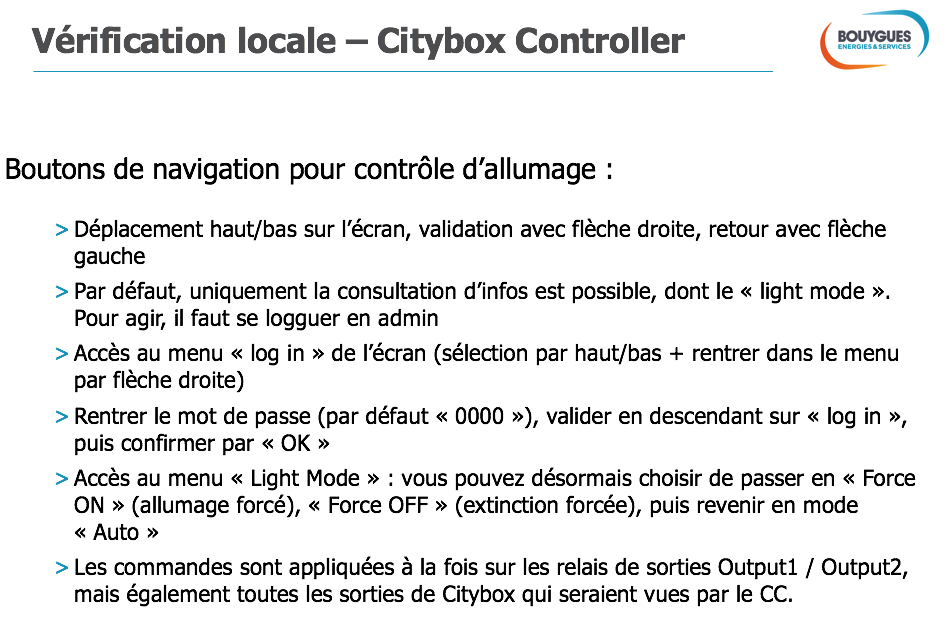 Vérification locale – Citybox Controller
BOUYGUES
ENERGIES & SERVICES
Boutons de navigation pour contrôle d’allumage :
> Déplacement haut/bas sur l’écran, validation avec flèche droite, retour avec flèche
gauche
> Par défaut, uniquement la consultation d’infos est possible, dont le « light mode ».
Pour agir, il faut se logguer en admin
> Accès au menu « log in » de l’écran (sélection par haut/bas + rentrer dans le menu
par flèche droite)
> Rentrer le mot de passe (par défaut « 0000 »), valider en descendant sur « log in »,
puis confirmer par « OK »
> Accès au menu « Light Mode » : vous pouvez désormais choisir de passer en « Force
ON » (allumage forcé), « Force OFF » (extinction forcée), puis revenir en mode
« Auto »
> Les commandes sont appliquées à la fois sur les relais de sorties Output1 / Output2,
mais également toutes les sorties de Citybox qui seraient vues par le CC.